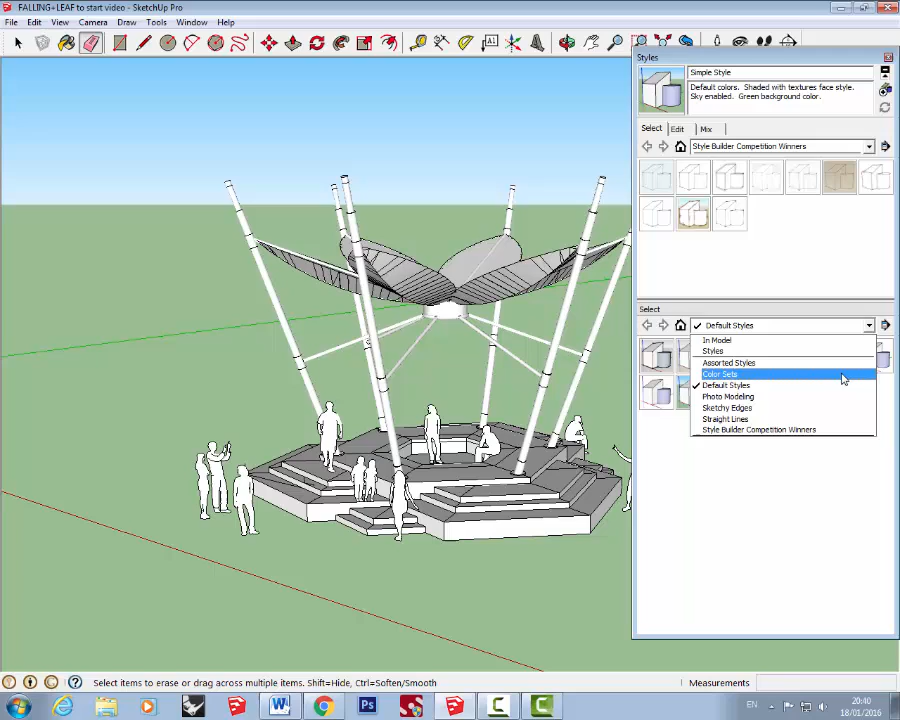 FALLING+LEAF to start video - SketchUp Pro
File Edit View Camera Draw Tools Window Help
Styles
Simple Style
Default colors. Shaded with textures face style.
Sky enabled. Green background color.
Select Edit Mix
Style Builder Competition Winners
Select
Default Styles
In Model
Styles
Assorted Styles
Color Sets
Default Styles
Photo Modeling
Sketchy Edges
Straight Lines
Style Builder Competition Winners
Select items to erase or drag across multiple items. Shift=Hide, Ctrl=Soften/Smooth
Measurements
EN
20:40
18/01/2016